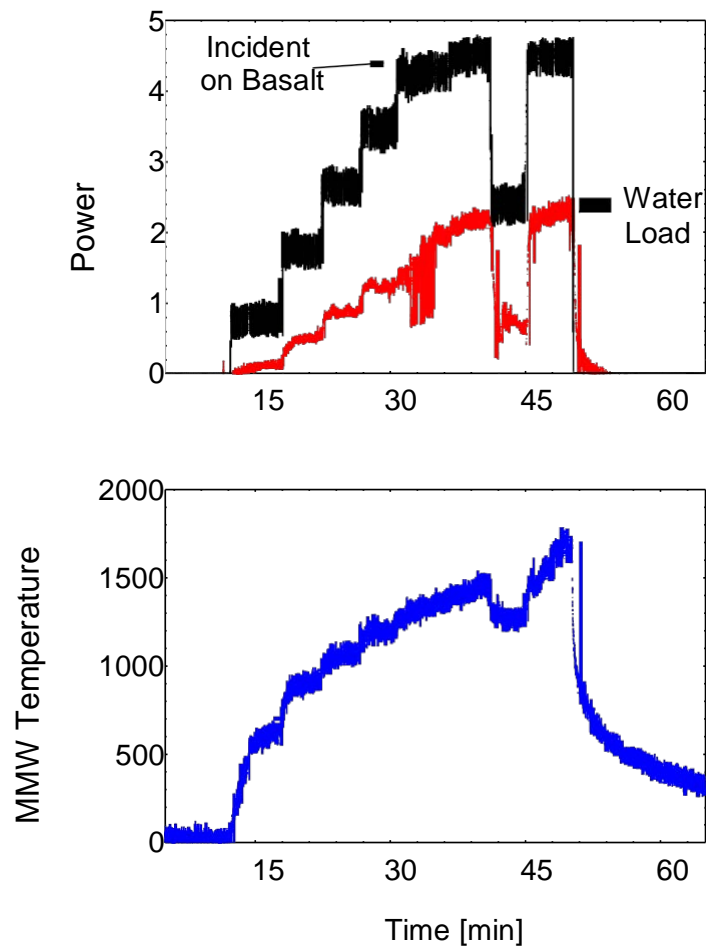 5
Incident
on Basalt
4
3
Power
Water
Load
2
1
0
15 30 45 60
2000
1500
MMW Temperature
1000
500
0
15 30 45 60
Time [min]